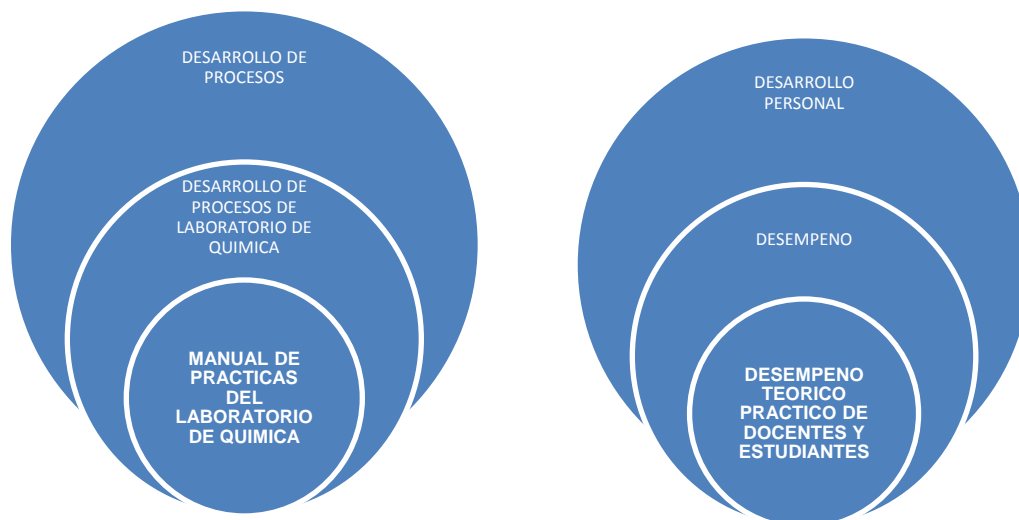 DESARROLLO DE
PROCESOS
DESARROLLO DE
PROCESOS DE
LABORATORIO DE
QUIMICA
MANUAL DE
PRACTICAS
DEL
LABORATORIO
DE QUIMICA
DESARROLLO
PERSONAL
DESEMPENO
DESEMPENO
TEORICO
PRACTICO DE
DOCENTES Y
ESTUDIANTES